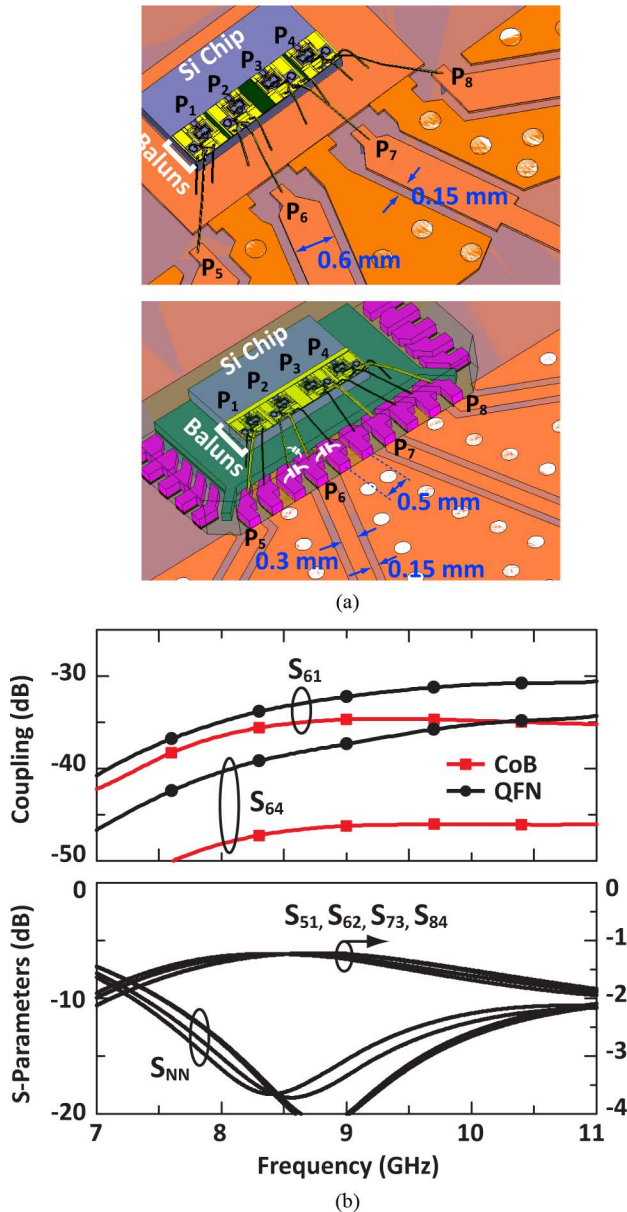 Si Chip
P4
P3
P2
P1
P8
P7
Baluns
0.15 mm
P6
0.6 mm
P5
Si Chip
P4
P3
P2
P1
P8
Baluns
P7
P6
0.5 mm
P5
0.3 mm
0.15 mm
(a)
Coupling (dB)
-30
-40
-50
S61
S64
CoB
QFN
S-Parameters (dB)
0
-10
-20
S51, S62, S73, S84
SNN
0
-1
-2
-3
-4
7 8 9 10 11
Frequency (GHz)
(b)